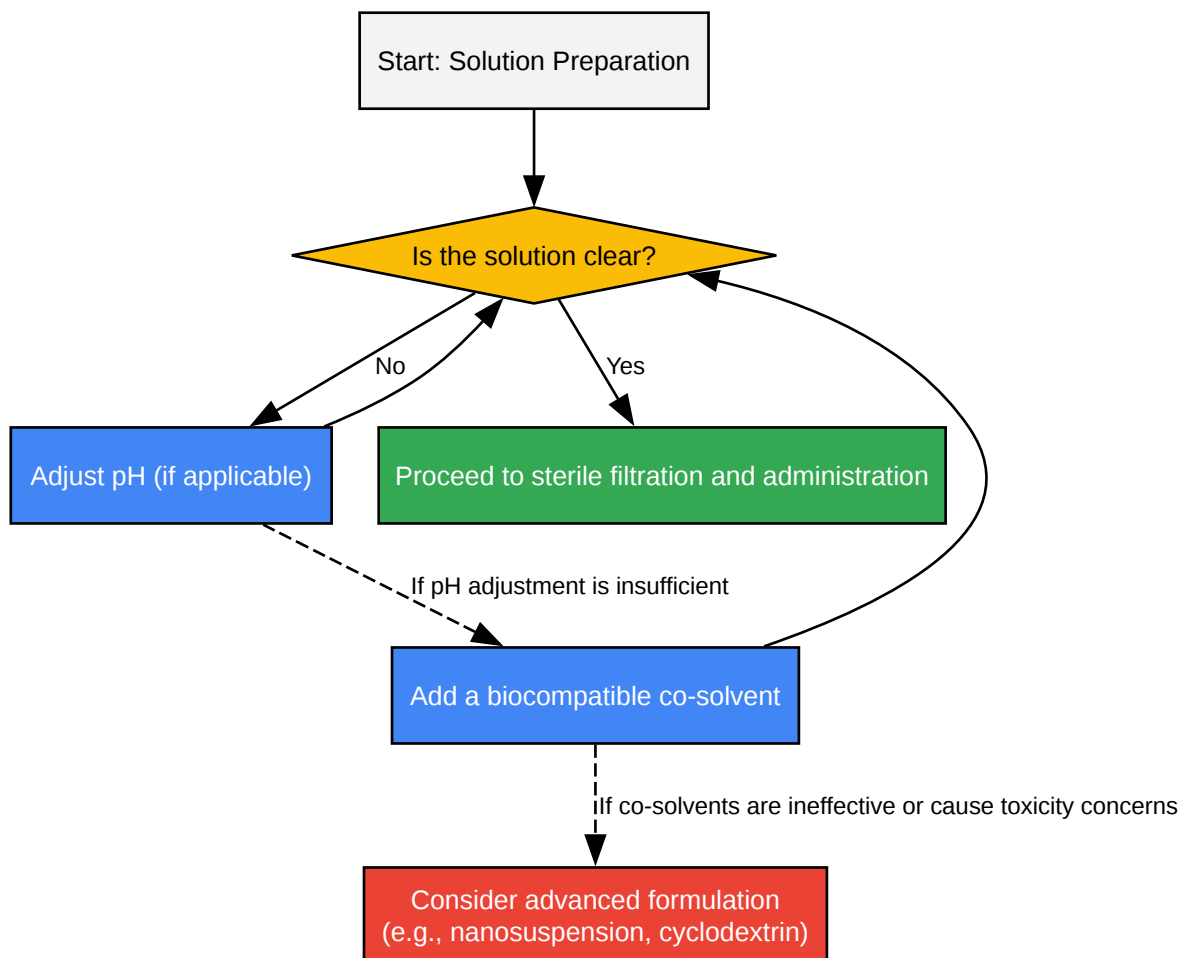 Start: Solution Preparation
Is the solution clear?
No
Yes
Adjust pH (if applicable)
Proceed to sterile filtration and administration
If pH adjustment is insufficient
Add a biocompatible co-solvent
If co-solvents are ineffective or cause toxicity concerns
Consider advanced formulation
(e.g., nanosuspension, cyclodextrin)